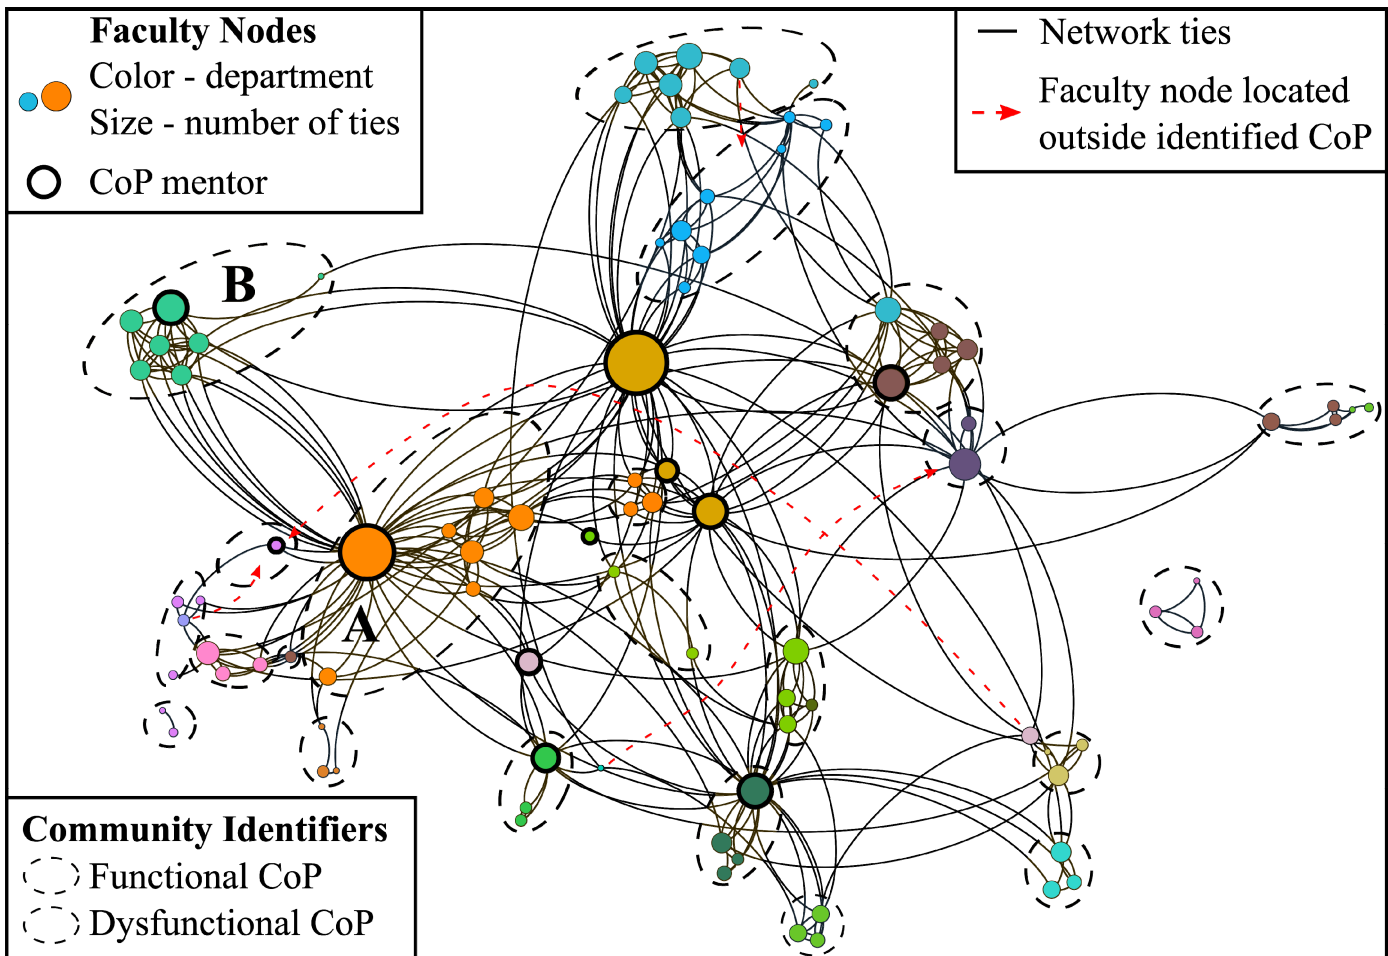 Faculty Nodes
Color - department
Size - number of ties
CoP mentor
Network ties
Faculty node located
outside identified CoP
B
A
Community Identifiers
Functional CoP
Dysfunctional CoP